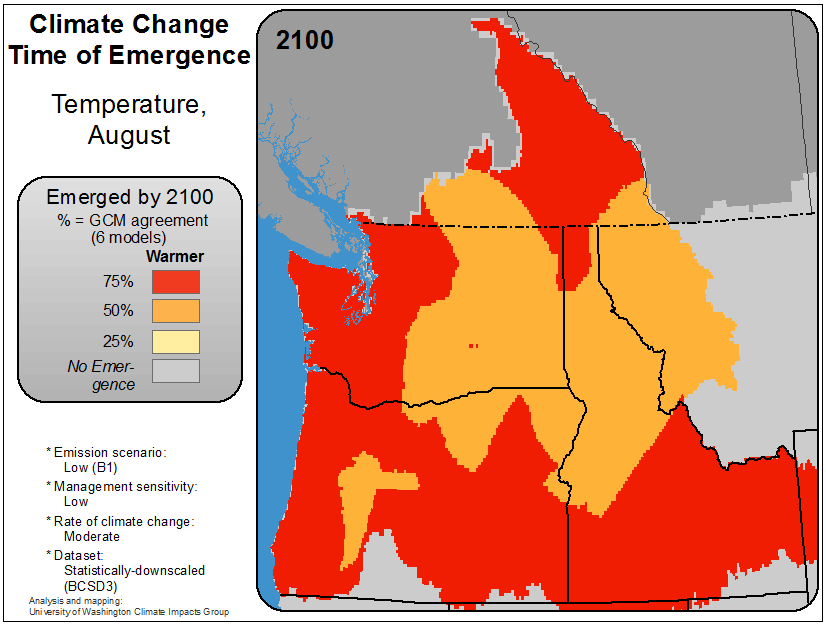 Climate Change
Time of Emergence
Temperature,
August
2100
Emerged by 2100
% = GCM agreement
(6 models)
Warmer
75%
50%
25%
No Emer-
gence
* Emission scenario:
Low (B1)
* Management sensitivity:
Low
* Rate of climate change:
Moderate
* Dataset:
Statistically-downscaled
(BCSD3)
Analysis and mapping:
University of Washington Climate Impacts Group